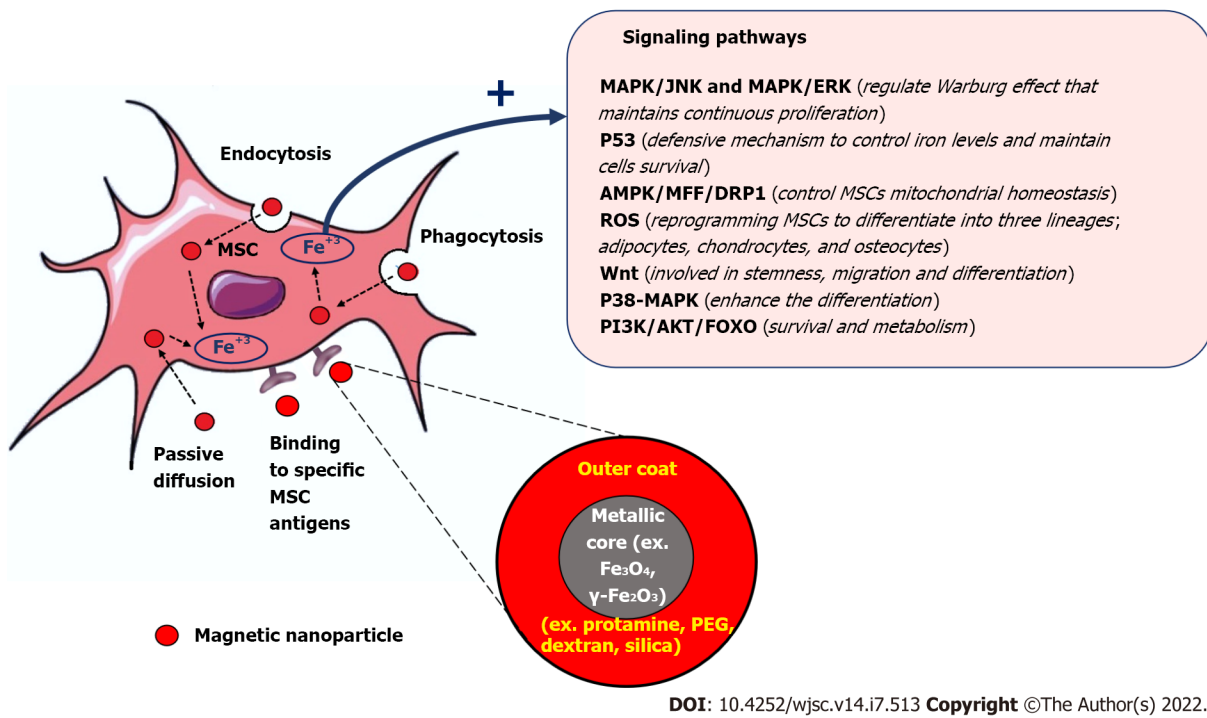 Signaling pathways
MAPK/JNK and MAPK/ERK (regulate Warburg effect that
maintains continuous proliferation)
P53 (defensive mechanism to control iron levels and maintain
cells survival)
AMPK/MFF/DRP1 (control MSCs mitochondrial homeostasis)
ROS (reprogramming MSCs to differentiate into three lineages;
adipocytes, chondrocytes, and osteocytes)
Wnt (involved in stemness, migration and differentiation)
P38-MAPK (enhance the differentiation)
PI3K/AKT/FOXO (survival and metabolism)
+
Endocytosis
Phagocytosis
MSC
Fe⁺³
Fe⁺³
Passive
diffusion
Binding
to specific
MSC
antigens
Outer coat
Metallic
core (ex.
Fe₃O₄,
γ-Fe₂O₃)
(ex. protamine, PEG,
dextran, silica)
Magnetic nanoparticle
DOI: 10.4252/wjsc.v14.i7.513 Copyright ©The Author(s) 2022.